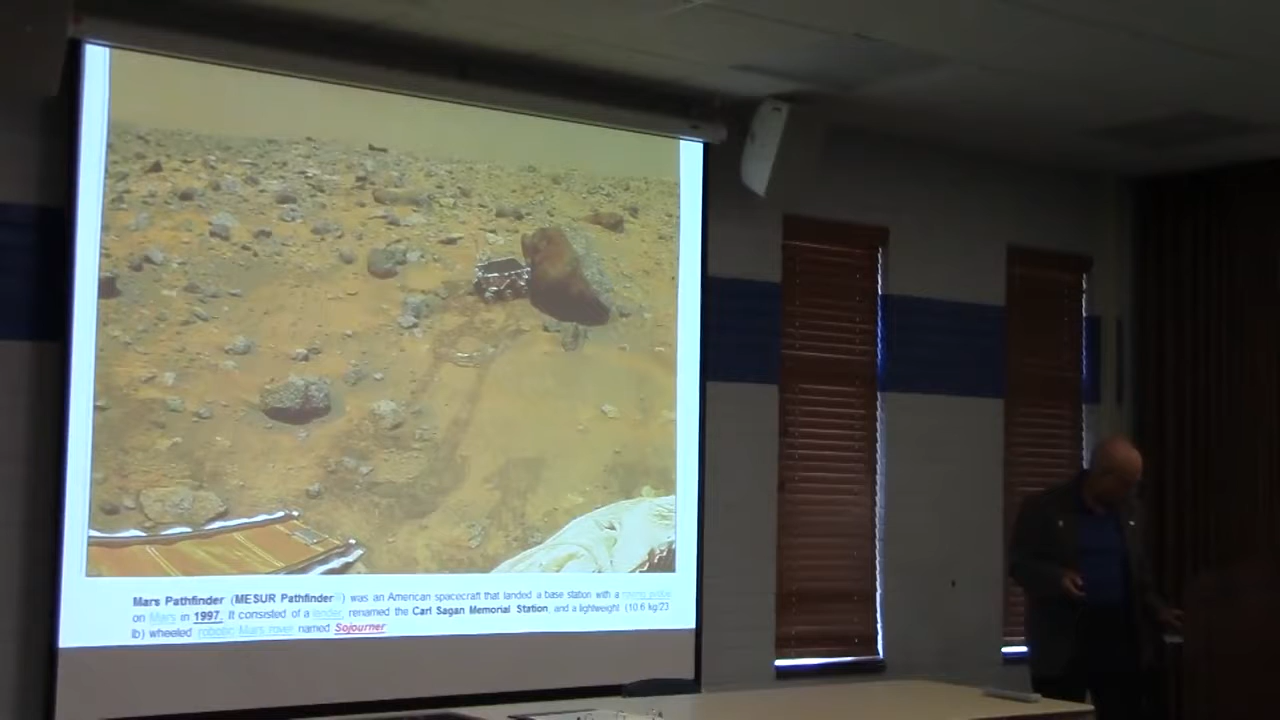 Mars Pathfinder (MESUR Pathfinder) was an American spacecraft that landed a base station with a roving probe
on Mars in 1997. It consisted of a lander, renamed the Carl Sagan Memorial Station, and a lightweight (10.6 kg/23
lb) wheeled robotic Mars rover named Sojourner